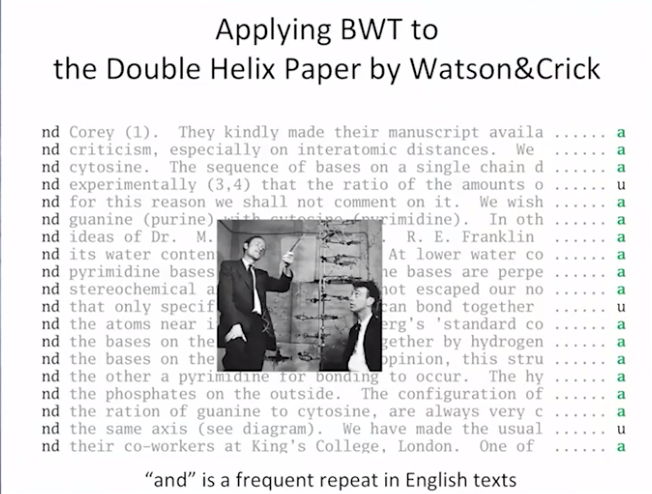 Applying BWT to
the Double Helix Paper by Watson&Crick
nd Corey (1). They kindly made their manuscript availa ...... a
nd criticism, especially on interatomic distances. We ...... a
nd cytosine. The sequence of bases on a single chain d ...... a
nd experimentally (3,4) that the ratio of the amounts o ...... u
nd for this reason we shall not comment on it. We wish ...... a
nd guanine (purine) with cytosine (pyrimidine). In oth ...... a
nd ideas of Dr. M. R. E. Franklin ...... a
nd its water conten At lower water co ...... a
nd pyrimidine bases he bases are perpe ...... a
nd stereochemical a not escaped our no ...... a
nd that only specif can bond together ...... u
nd the atoms near i erg's 'standard co ...... a
nd the bases on the gether by hydrogen ...... a
nd the bases on the opinion, this stru ...... a
nd the other a pyrimidine for bonding to occur. The hy ...... a
nd the phosphates on the outside. The configuration of ...... a
nd the ration of guanine to cytosine, are always very c ...... a
nd the same axis (see diagram). We have made the usual ...... u
nd their co-workers at King's College, London. One of ...... a
“and” is a frequent repeat in English texts